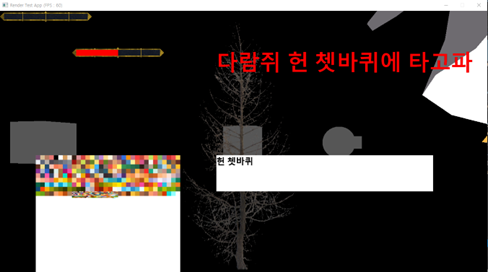 Render Test App (FPS : 60)
다람쥐 헌 쳇바퀴에 타고파
헌 쳇바퀴